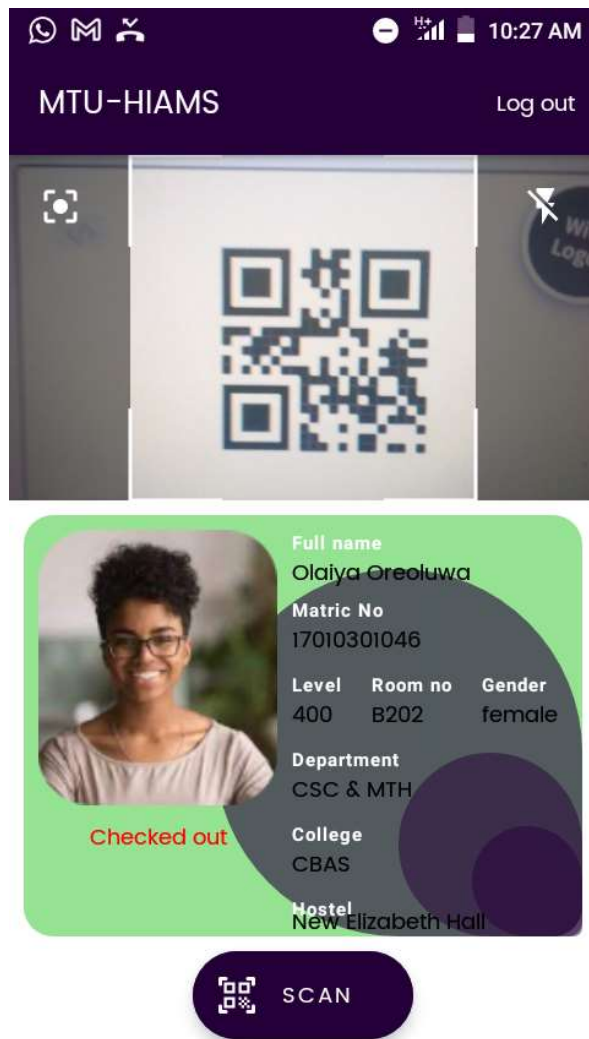 H+ 10:27 AM
MTU-HIAMS Log out
Full name
Olaiya Oreoluwa
Matric No
17010301046
Level Room no Gender
400 B202 female
Department
CSC & MTH
Checked out
College
CBAS
Hostel
New Elizabeth Hall
SCAN